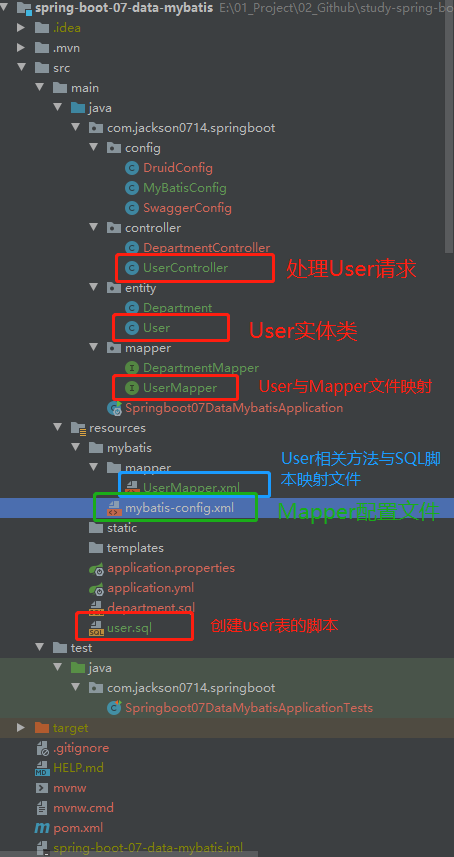 spring-boot-07-data-mybatis E:\01_Project\02_Github\study-spring-bo
.idea
.mvn
src
main
java
com.jackson0714.springboot
config
DruidConfig
MyBatisConfig
SwaggerConfig
controller
DepartmentController
UserController
处理User请求
entity
Department
User
User实体类
mapper
DepartmentMapper
UserMapper
User与Mapper文件映射
Springboot07DataMybatisApplication
resources
mybatis
mapper
User相关方法与SQL脚
本映射文件
UserMapper.xml
mybatis-config.xml
Mapper配置文件
static
templates
application.properties
application.yml
department.sql
user.sql
创建user表的脚本
test
java
com.jackson0714.springboot
Springboot07DataMybatisApplicationTests
target
.gitignore
HELP.md
mvnw
mvnw.cmd
pom.xml
spring-boot-07-data-mybatis.iml